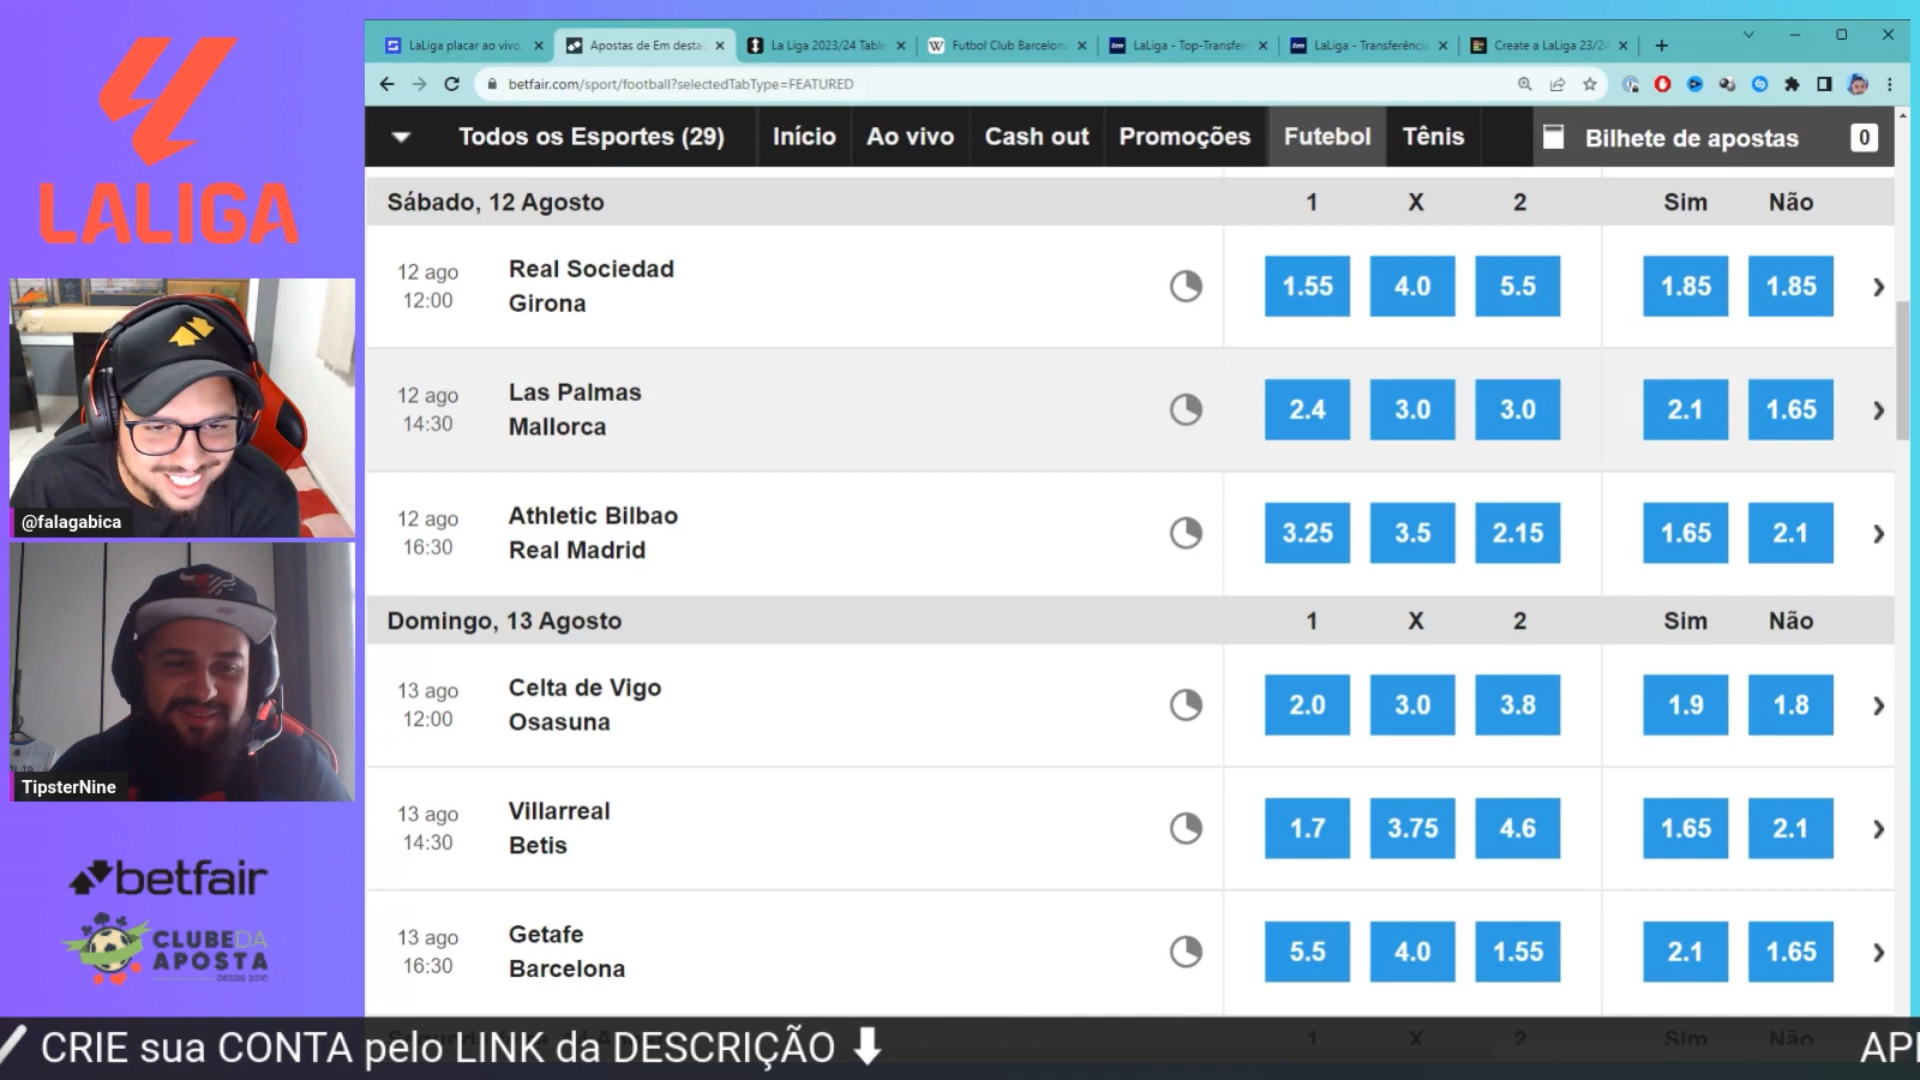 LALIGA
@falagabica
TipsterNine
betfair
CLUBEDA
APOSTA
DESDE 2010
LaLiga placar ao vivo,
Apostas de Em desta
La Liga 2023/24 Table
Futbol Club Barcelon
LaLiga - Top-Transfer
LaLiga - Transferência
Create a LaLiga 23/24
betfair.com/sport/football?selectedTabType=FEATURED
Todos os Esportes (29) Início Ao vivo Cash out Promoções Futebol Tênis Bilhete de apostas 0
Sábado, 12 Agosto 1 X 2 Sim Não
12 ago
12:00
Real Sociedad
Girona
1.55 4.0 5.5 1.85 1.85
12 ago
14:30
Las Palmas
Mallorca
2.4 3.0 3.0 2.1 1.65
12 ago
16:30
Athletic Bilbao
Real Madrid
3.25 3.5 2.15 1.65 2.1
Domingo, 13 Agosto 1 X 2 Sim Não
13 ago
12:00
Celta de Vigo
Osasuna
2.0 3.0 3.8 1.9 1.8
13 ago
14:30
Villarreal
Betis
1.7 3.75 4.6 1.65 2.1
13 ago
16:30
Getafe
Barcelona
5.5 4.0 1.55 2.1 1.65
1 X 2 Sim Não
CRIE sua CONTA pelo LINK da DESCRIÇÃO